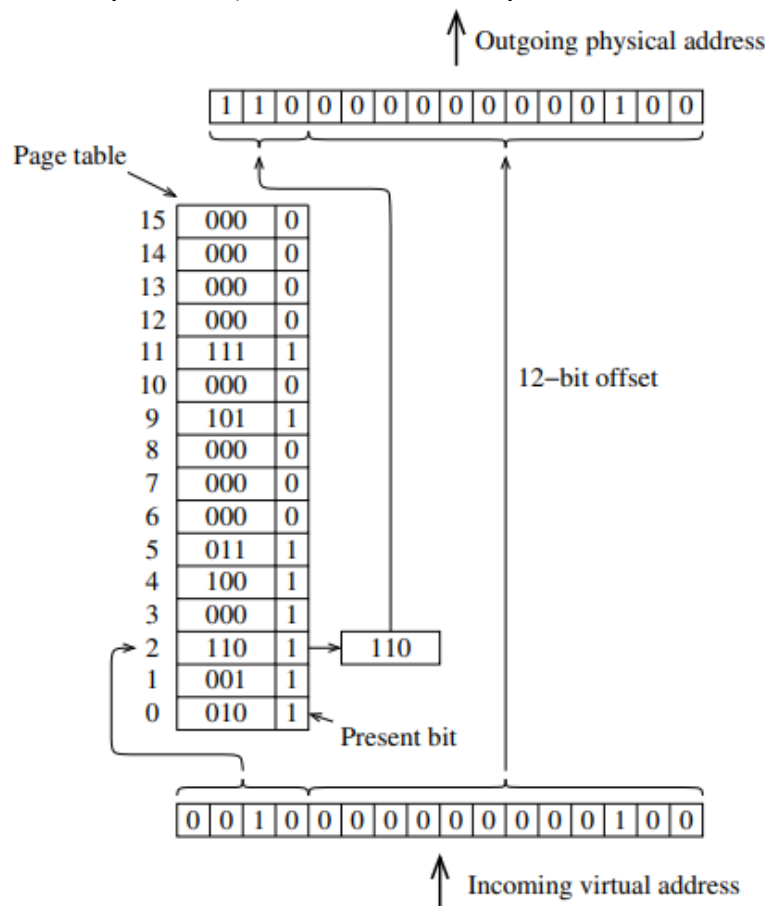 Outgoing physical address
1 1 0 0 0 0 0 0 0 0 0 0 1 0 0
Page table
15 000 0
14 000 0
13 000 0
12 000 0
11 111 1
10 000 0
12−bit offset
9 101 1
8 000 0
7 000 0
6 000 0
5 011 1
4 100 1
3 000 1
2 110 1 110
1 001 1
0 010 1
Present bit
0 0 1 0 0 0 0 0 0 0 0 0 0 1 0 0
Incoming virtual address